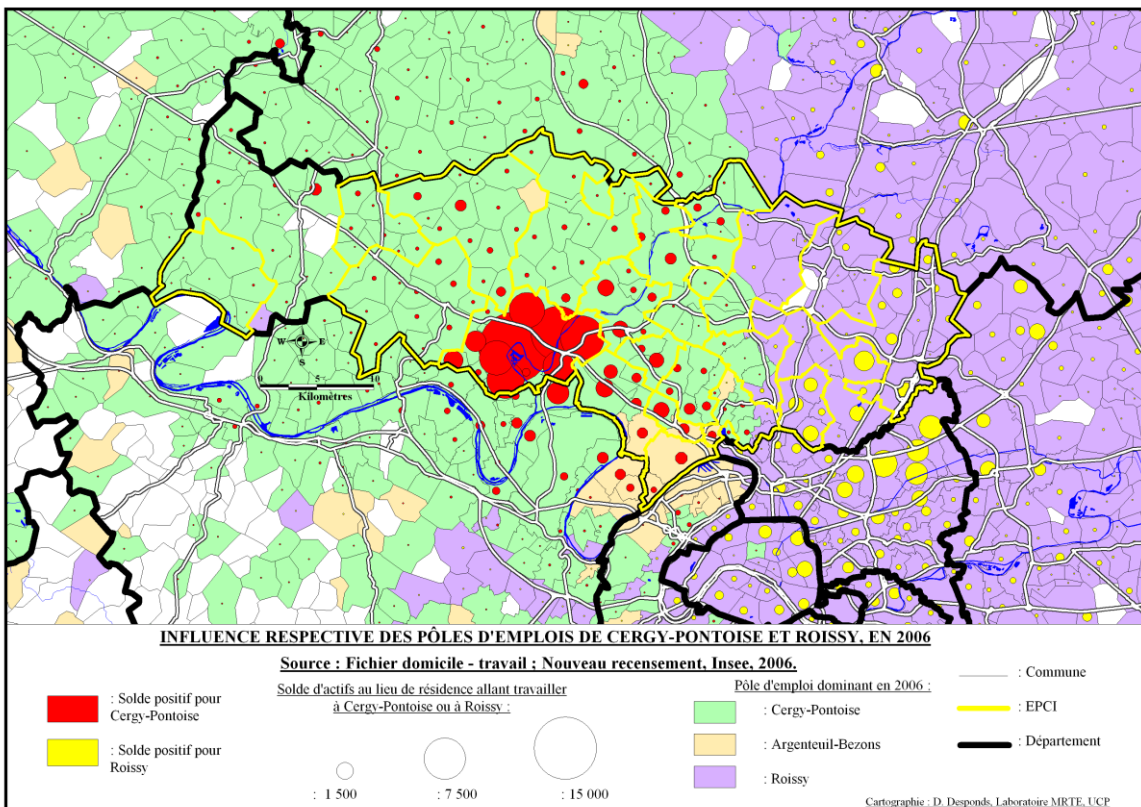 W E
S
0 5 10
Kilomètres
INFLUENCE RESPECTIVE DES PÔLES D'EMPLOIS DE CERGY-PONTOISE ET ROISSY, EN 2006
Source : Fichier domicile - travail ; Nouveau recensement, Insee, 2006.
: Solde positif pour
Cergy-Pontoise
: Solde positif pour
Roissy
Solde d'actifs au lieu de résidence allant travailler
à Cergy-Pontoise ou à Roissy :
: 1 500
: 7 500
: 15 000
Pôle d'emploi dominant en 2006 :
: Cergy-Pontoise
: Argenteuil-Bezons
: Roissy
: Commune
: EPCI
: Département
Cartographie : D. Desponds, Laboratoire MRTE, UCP